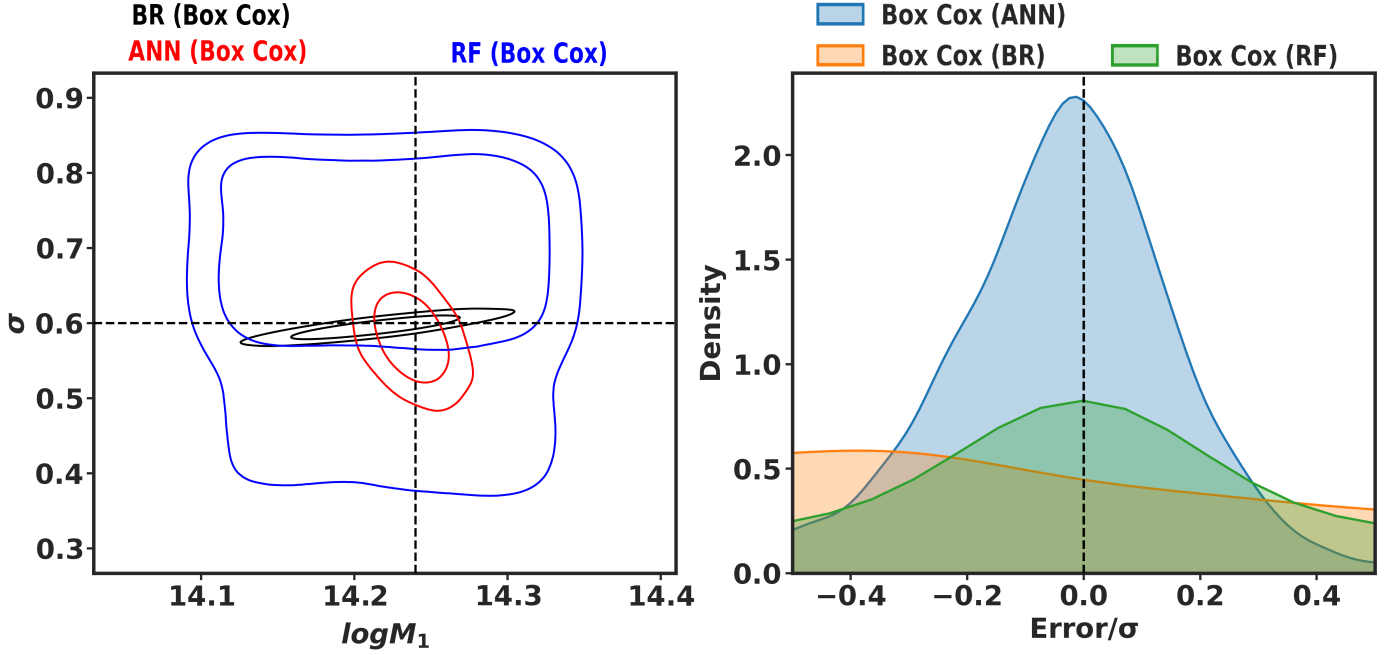 BR (Box Cox)
ANN (Box Cox)
RF (Box Cox)
0.9
0.8
0.7
0.6
0.5
0.4
0.3
σ
14.1
14.2
14.3
14.4
logM₁
Box Cox (ANN)
Box Cox (BR)
Box Cox (RF)
2.0
1.5
1.0
0.5
0.0
Density
−0.4
−0.2
0.0
0.2
0.4
Error/σ